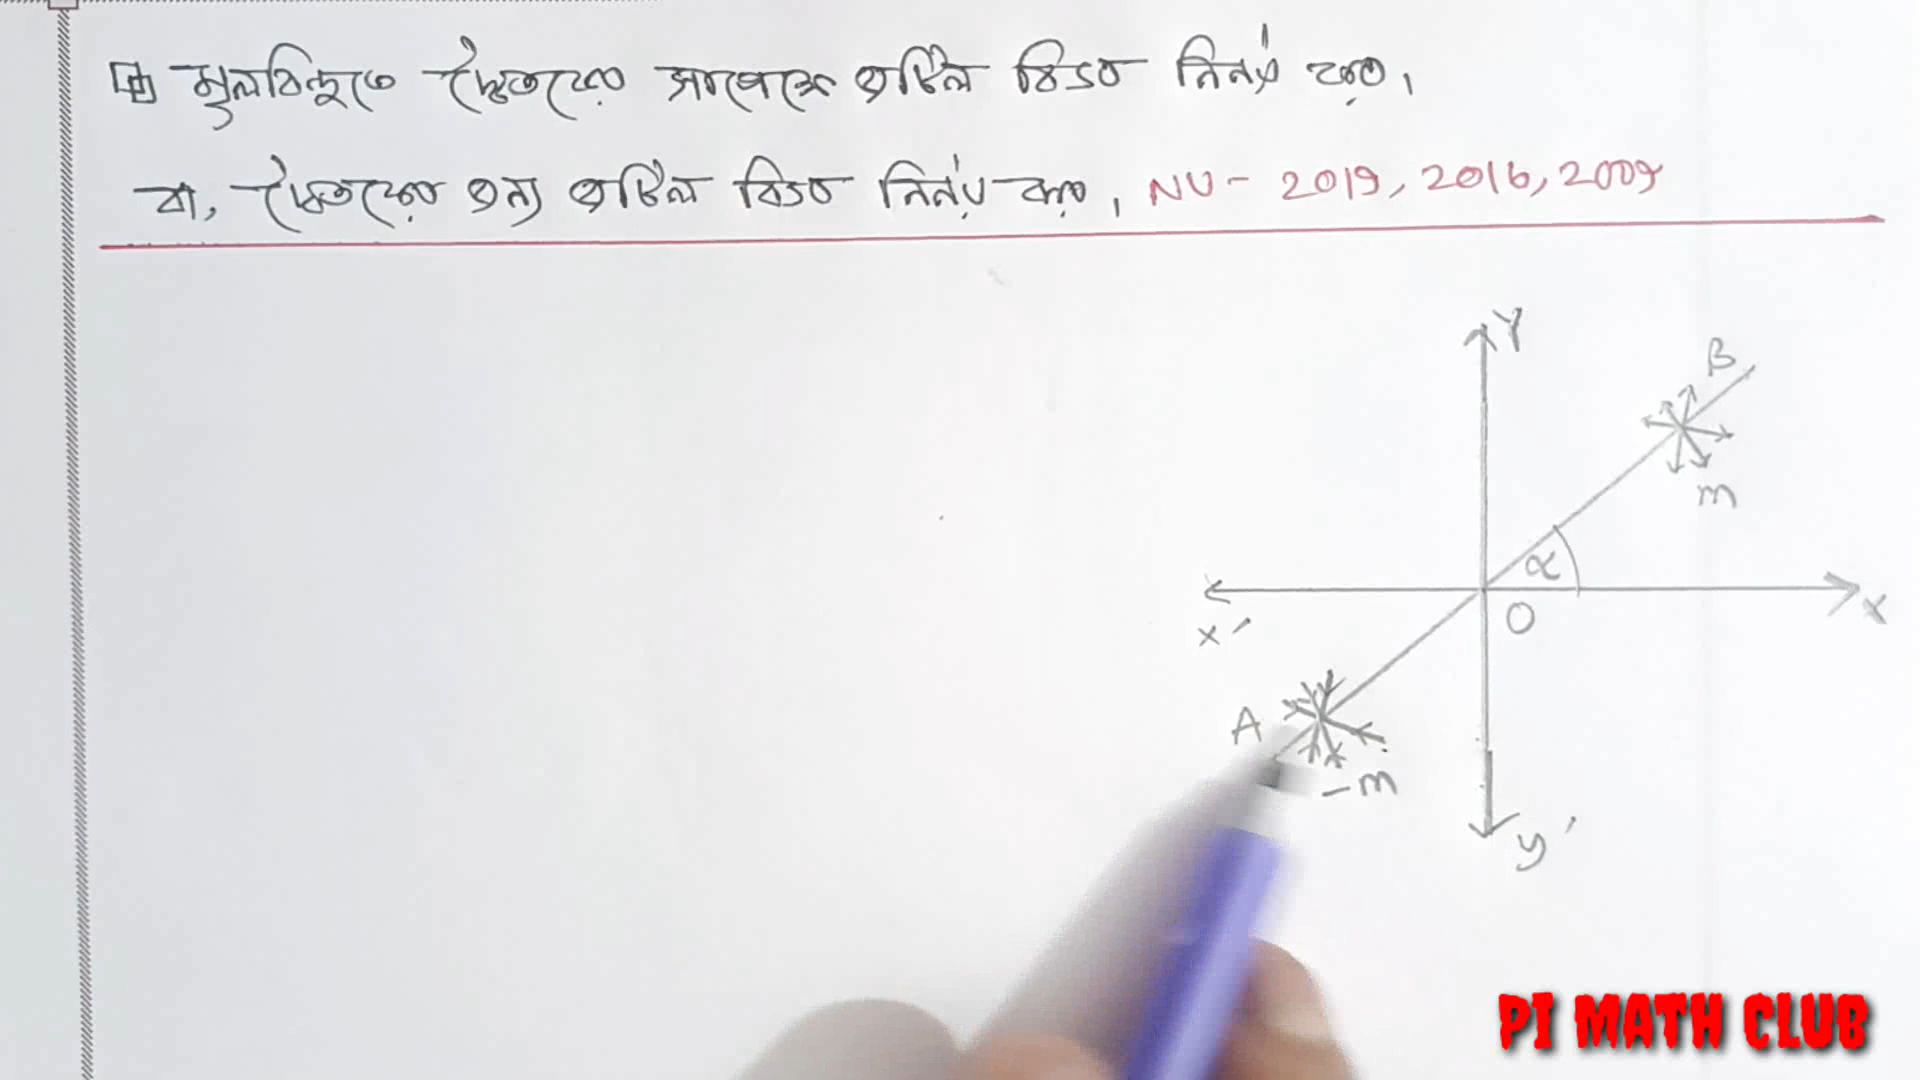 মূলবিন্দুতে দ্বৈতের সাপেক্ষে জটিল বিভব নির্ণয় কর।
বা, দ্বৈতের জন্য জটিল বিভব নির্ণয় কর, NU - 2019, 2016, 2009
Y
B
m
α
O
X
X'
A
-m
y'
PI MATH CLUB